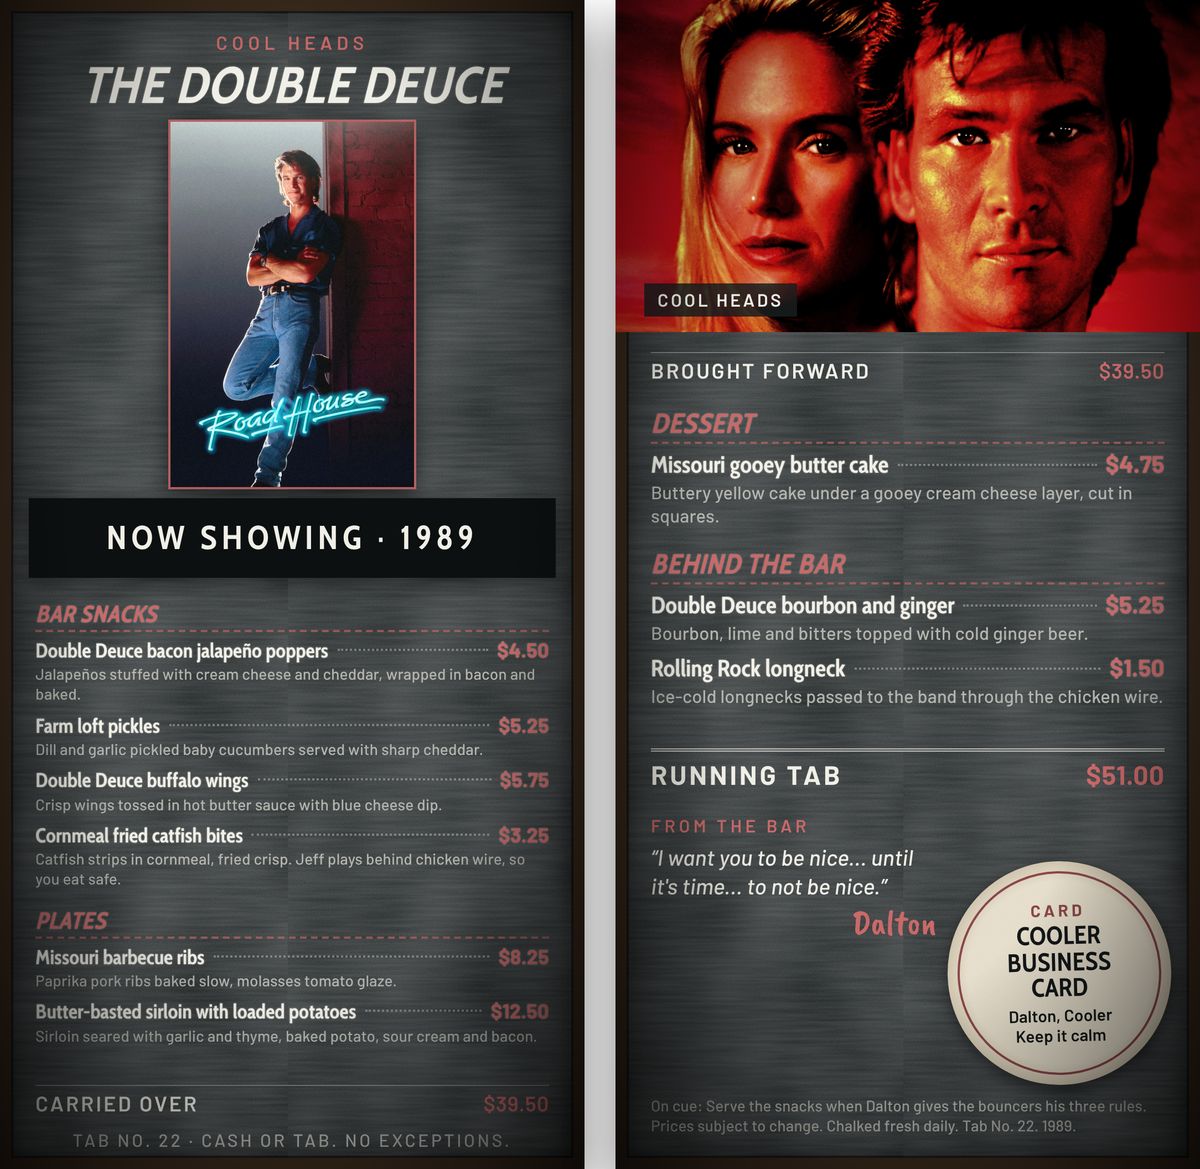 COOL HEADS
THE DOUBLE DEUCE
Road House
NOW SHOWING · 1989
BAR SNACKS
Double Deuce bacon jalapeño poppers $4.50
Jalapeños stuffed with cream cheese and cheddar, wrapped in bacon and
baked.
Farm loft pickles $5.25
Dill and garlic pickled baby cucumbers served with sharp cheddar.
Double Deuce buffalo wings $5.75
Crisp wings tossed in hot butter sauce with blue cheese dip.
Cornmeal fried catfish bites $3.25
Catfish strips in cornmeal, fried crisp. Jeff plays behind chicken wire, so
you eat safe.
PLATES
Missouri barbecue ribs $8.25
Paprika pork ribs baked slow, molasses tomato glaze.
Butter-basted sirloin with loaded potatoes $12.50
Sirloin seared with garlic and thyme, baked potato, sour cream and bacon.
CARRIED OVER $39.50
TAB NO. 22 · CASH OR TAB. NO EXCEPTIONS.
COOL HEADS
BROUGHT FORWARD $39.50
DESSERT
Missouri gooey butter cake $4.75
Buttery yellow cake under a gooey cream cheese layer, cut in
squares.
BEHIND THE BAR
Double Deuce bourbon and ginger $5.25
Bourbon, lime and bitters topped with cold ginger beer.
Rolling Rock longneck $1.50
Ice-cold longnecks passed to the band through the chicken wire.
RUNNING TAB $51.00
FROM THE BAR
“I want you to be nice... until
it's time... to not be nice.”
Dalton
CARD
COOLER
BUSINESS
CARD
Dalton, Cooler
Keep it calm
On cue: Serve the snacks when Dalton gives the bouncers his three rules.
Prices subject to change. Chalked fresh daily. Tab No. 22. 1989.